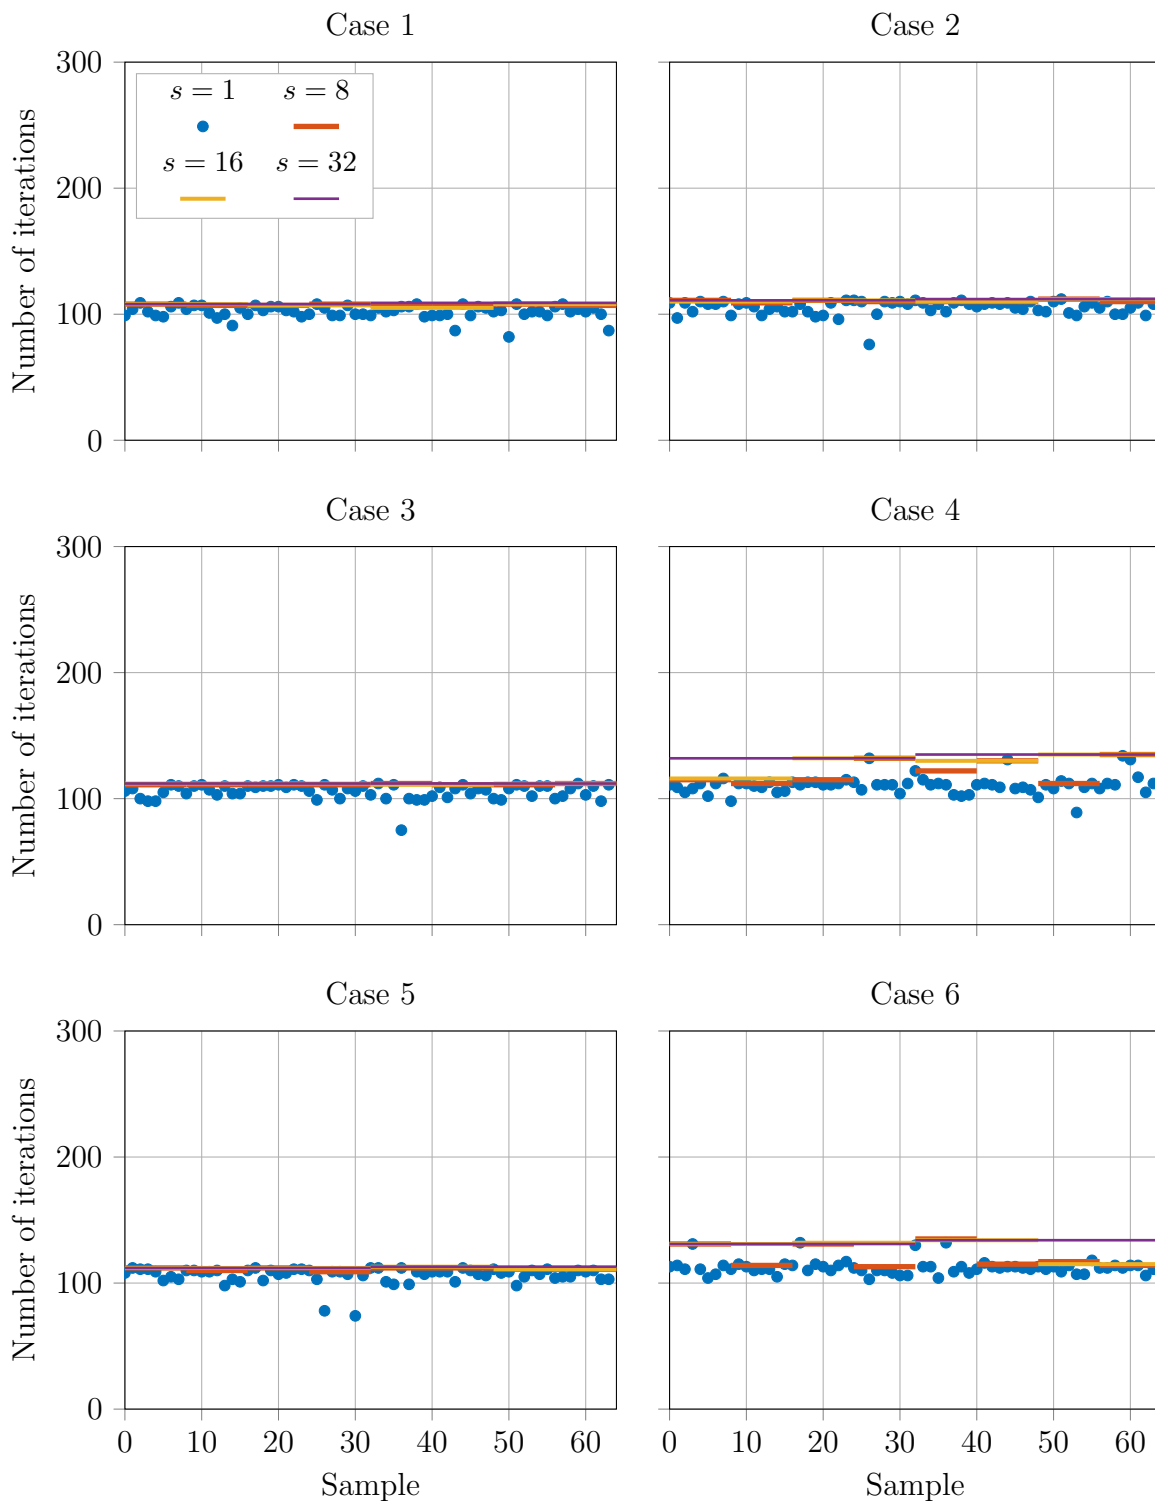 Case 1
Case 2
300
200
100
0
Number of iterations
s = 1 s = 8
s = 16 s = 32
Case 3
Case 4
300
200
100
0
Number of iterations
Case 5
Case 6
300
200
100
0
Number of iterations
0 10 20 30 40 50 60
0 10 20 30 40 50 60
Sample
Sample